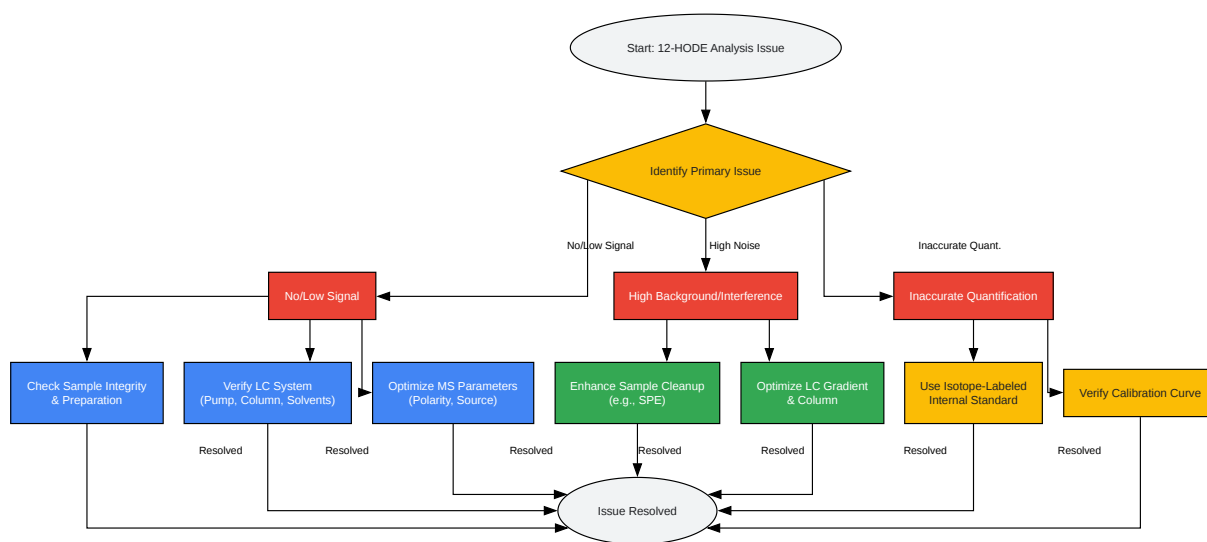 Start: 12-HODE Analysis Issue
Identify Primary Issue
No/Low Signal
High Noise
Inaccurate Quant.
No/Low Signal
High Background/Interference
Inaccurate Quantification
Check Sample Integrity
& Preparation
Verify LC System
(Pump, Column, Solvents)
Optimize MS Parameters
(Polarity, Source)
Enhance Sample Cleanup
(e.g., SPE)
Optimize LC Gradient
& Column
Use Isotope-Labeled
Internal Standard
Verify Calibration Curve
Resolved
Resolved
Resolved
Resolved
Resolved
Resolved
Resolved
Issue Resolved